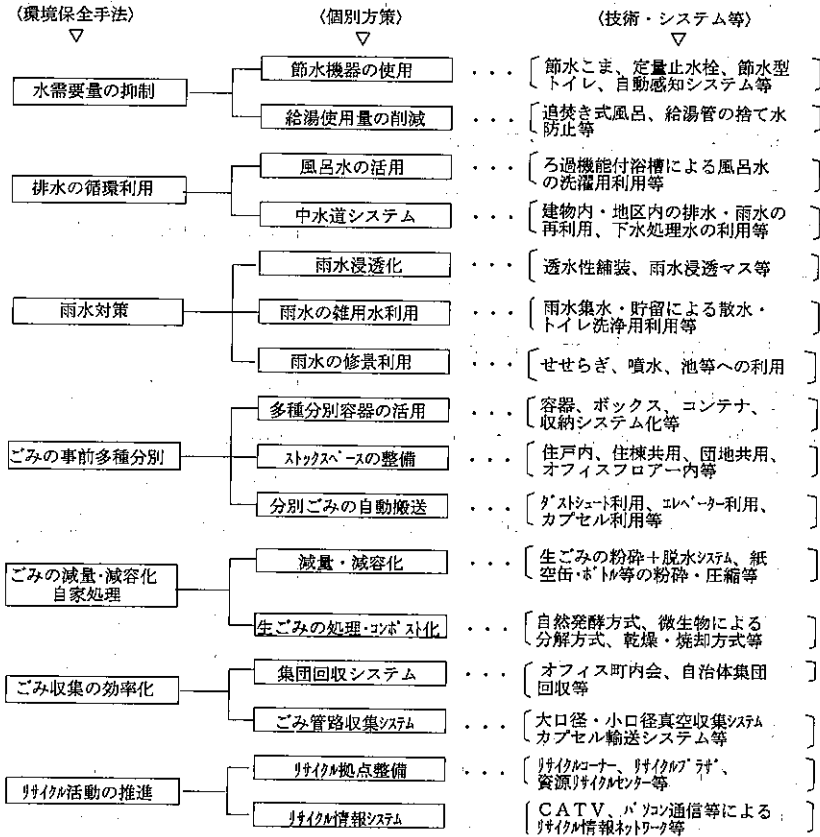 〈環境保全手法〉 〈個別方策〉 〈技術・システム等〉
▽ ▽ ▽
水需要量の抑制
節水機器の使用 ・・・ 節水こま、定量止水栓、節水型
トイレ、自動感知システム等
給湯使用量の削減 ・・・ 追焚き式風呂、給湯管の捨て水
防止等
排水の循環利用
風呂水の活用 ・・・ ろ過機能付浴槽による風呂水
の洗濯用利用等
中水道システム ・・・ 建物内・地区内の排水・雨水の
再利用、下水処理水の利用等
雨水対策
雨水浸透化 ・・・ 透水性舗装、雨水浸透マス等
雨水の雑用水利用 ・・・ 雨水集水・貯留による散水・
トイレ洗浄用利用等
雨水の修景利用 ・・・ せせらぎ、噴水、池等への利用
ごみの事前多種分別
多種分別容器の活用 ・・・ 容器、ボックス、コンテナ、
収納システム化等
ストックスペースの整備 ・・・ 住戸内、住棟共用、団地共用、
オフィスフロアー内等
分別ごみの自動搬送 ・・・ ダストシュート利用、エレベーター利用、
カプセル利用等
ごみの減量・減容化
自家処理
減量・減容化 ・・・ 生ごみの粉砕+脱水システム、紙
空缶・ボトル等の粉砕・圧縮等
生ごみの処理・コンポスト化 ・・・ 自然発酵方式、微生物による
分解方式、乾燥・焼却方式等
ごみ収集の効率化
集団回収システム ・・・ オフィス町内会、自治体集団
回収等
ごみ管路収集システム ・・・ 大口径・小口径真空収集システム
カプセル輸送システム等
リサイクル活動の推進
リサイクル拠点整備 ・・・ リサイクルコーナー、リサイクルプラザ、
資源リサイクルセンター等
リサイクル情報システム ・・・ CATV、パソコン通信等による
リサイクル情報ネットワーク等